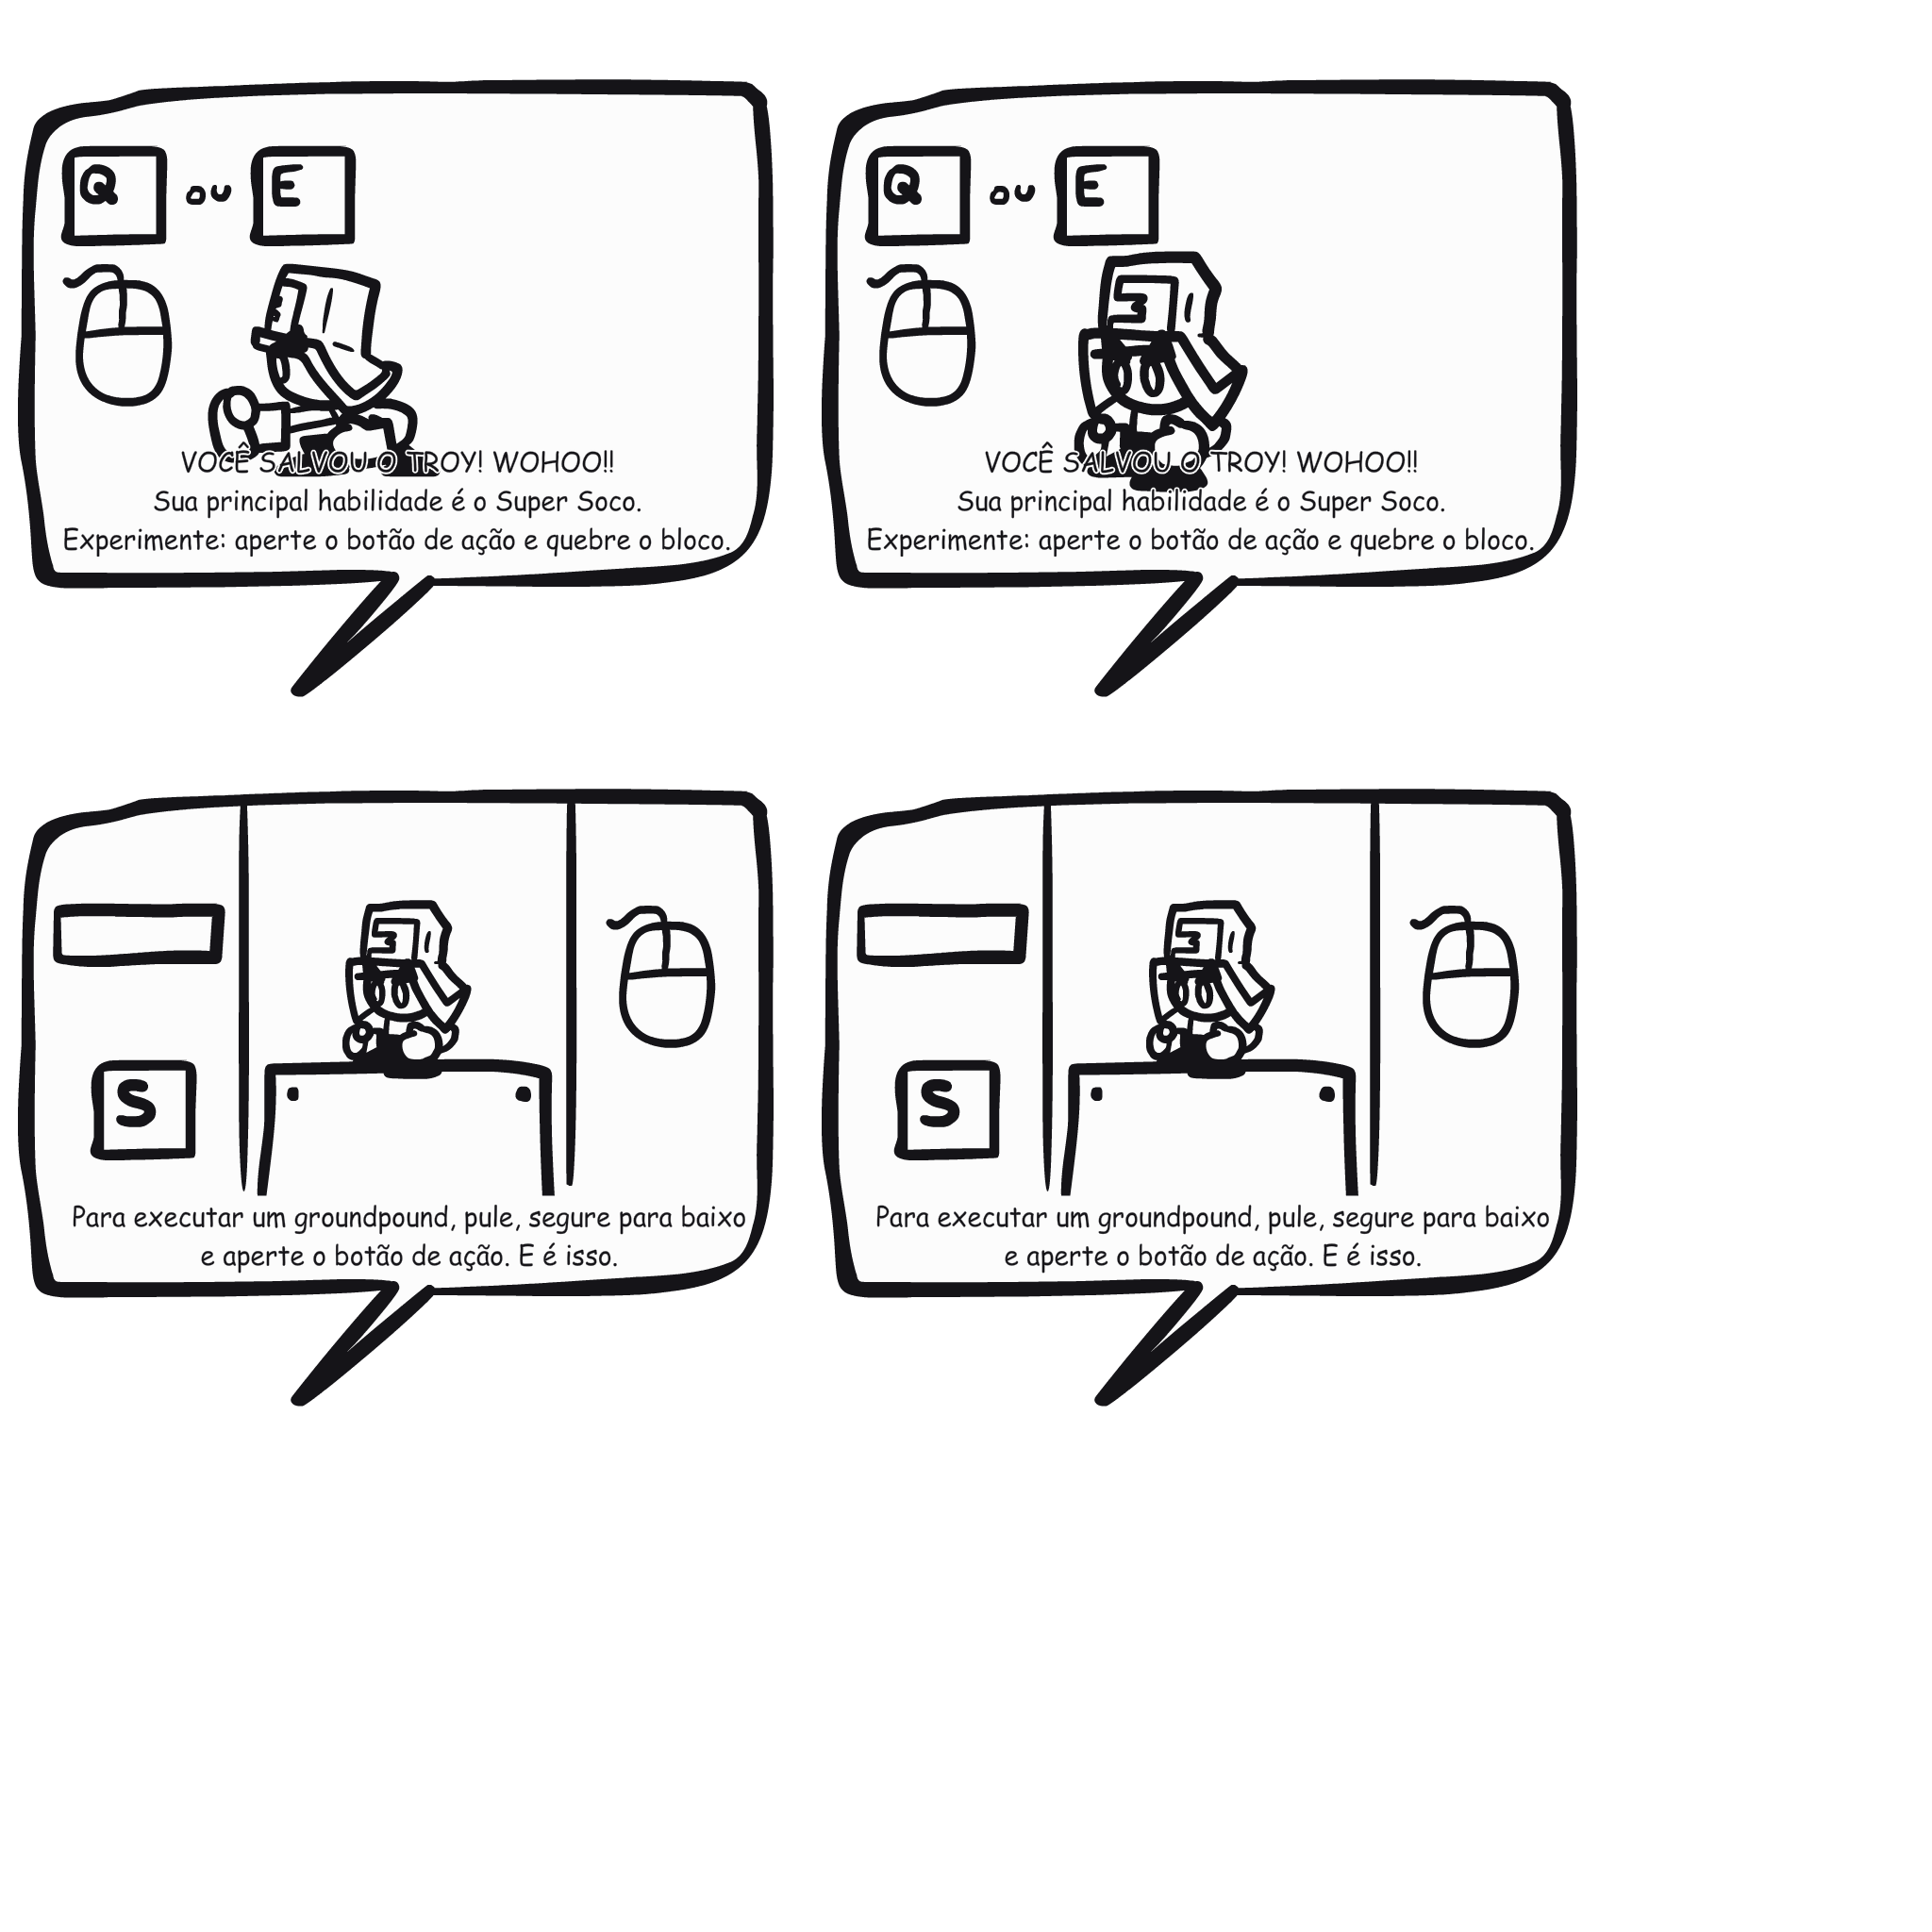 Q ou E
VOCÊ SALVOU O TROY! WOHOO!!
Sua principal habilidade é o Super Soco.
Experimente: aperte o botão de ação e quebre o bloco.
Q ou E
VOCÊ SALVOU O TROY! WOHOO!!
Sua principal habilidade é o Super Soco.
Experimente: aperte o botão de ação e quebre o bloco.
S
Para executar um groundpound, pule, segure para baixo
e aperte o botão de ação. E é isso.
S
Para executar um groundpound, pule, segure para baixo
e aperte o botão de ação. E é isso.